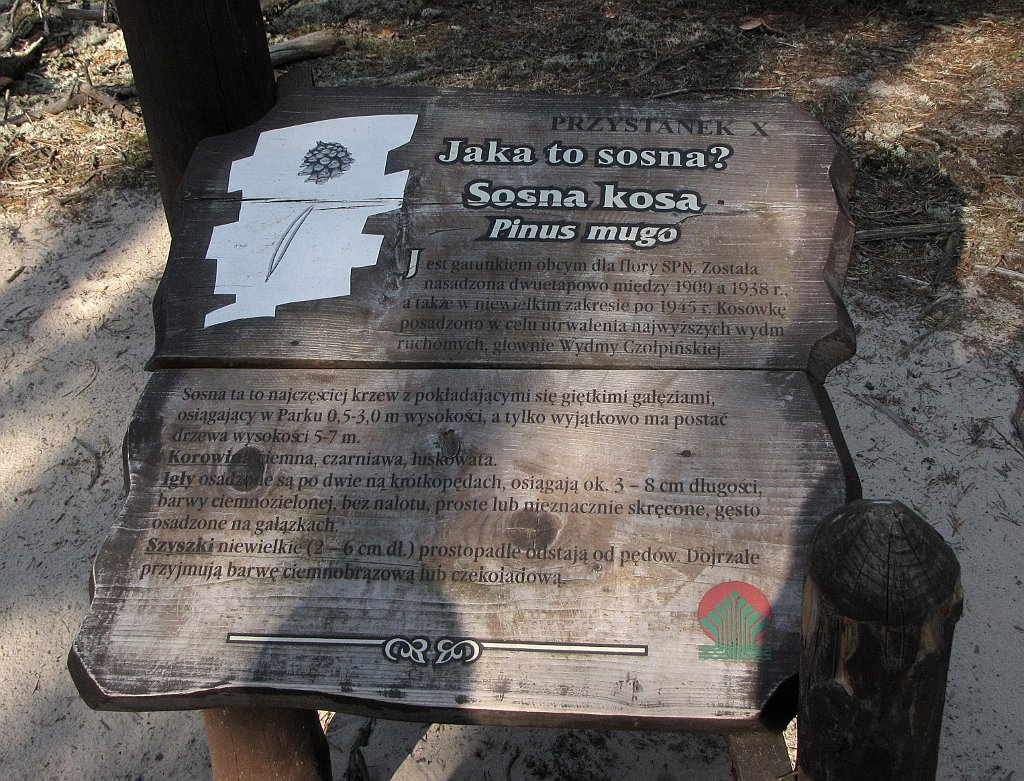 PRZYSTANEK X
Jaka to sosna?
Sosna kosa
Pinus mugo
Jest gatunkiem obcym dla flory SPN. Została
nasadzona dwuetapowo między 1900 a 1938 r.,
a także w niewielkim zakresie po 1945 r. Kosówkę
posadzono w celu utrwalenia najwyższych wydm
ruchomych, głównie Wydmy Czołpińskiej.
Sosna ta to najczęściej krzew z pokładającymi się giętkimi gałęziami,
osiągający w Parku 0,5-3,0 m wysokości, a tylko wyjątkowo ma postać
drzewa wysokości 5-7 m.
Korowina ciemna, czarniawa, łuskowata.
Igły osadzone są po dwie na krótkopędach, osiągają ok. 3 – 8 cm długości,
barwy ciemnozielonej, bez nalotu, proste lub nieznacznie skręcone, gęsto
osadzone na gałązkach.
Szyszki niewielkie (2 – 6 cm dł.) prostopadle odstają od pędów. Dojrzałe
przyjmują barwę ciemnobrązową lub czekoladową.